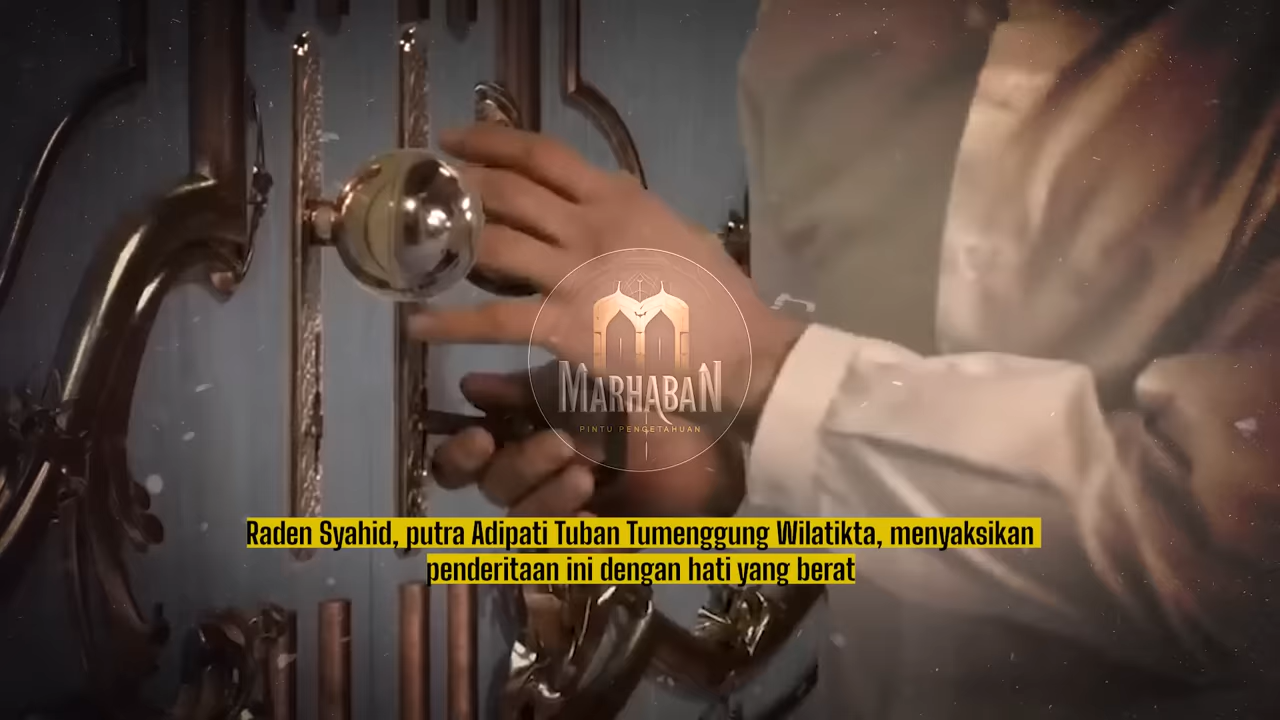 MARHABAN
PINTU PENGETAHUAN
Raden Syahid, putra Adipati Tuban Tumenggung Wilatikta, menyaksikan
penderitaan ini dengan hati yang berat